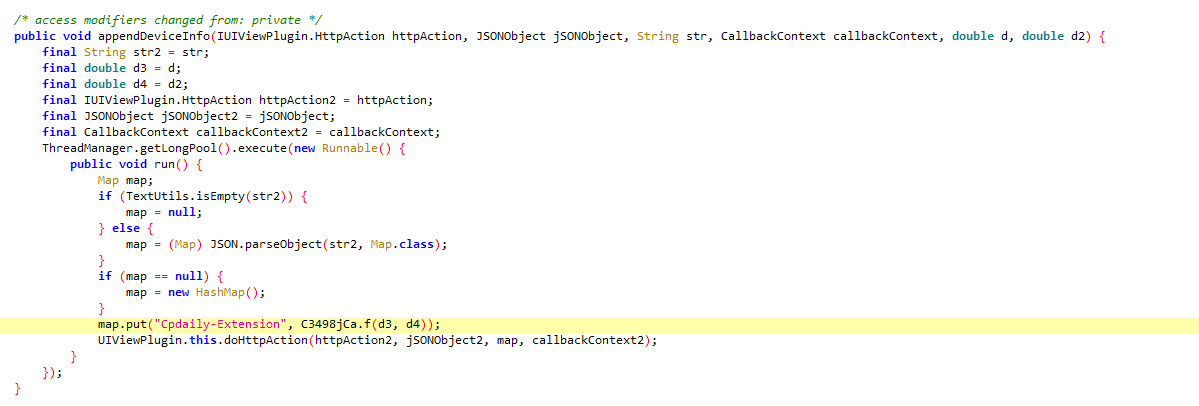 /* access modifiers changed from: private */
public void appendDeviceInfo(IUIViewPlugin.HttpAction httpAction, JSONObject jSONObject, String str, CallbackContext callbackContext, double d, double d2) {
    final String str2 = str;
    final double d3 = d;
    final double d4 = d2;
    final IUIViewPlugin.HttpAction httpAction2 = httpAction;
    final JSONObject jSONObject2 = jSONObject;
    final CallbackContext callbackContext2 = callbackContext;
    ThreadManager.getLongPool().execute(new Runnable() {
        public void run() {
            Map map;
            if (TextUtils.isEmpty(str2)) {
                map = null;
            } else {
                map = (Map) JSON.parseObject(str2, Map.class);
            }
            if (map == null) {
                map = new HashMap();
            }
            map.put("Cpdaily-Extension", C3498jCa.f(d3, d4));
            UIViewPlugin.this.doHttpAction(httpAction2, jSONObject2, map, callbackContext2);
        }
    });
}